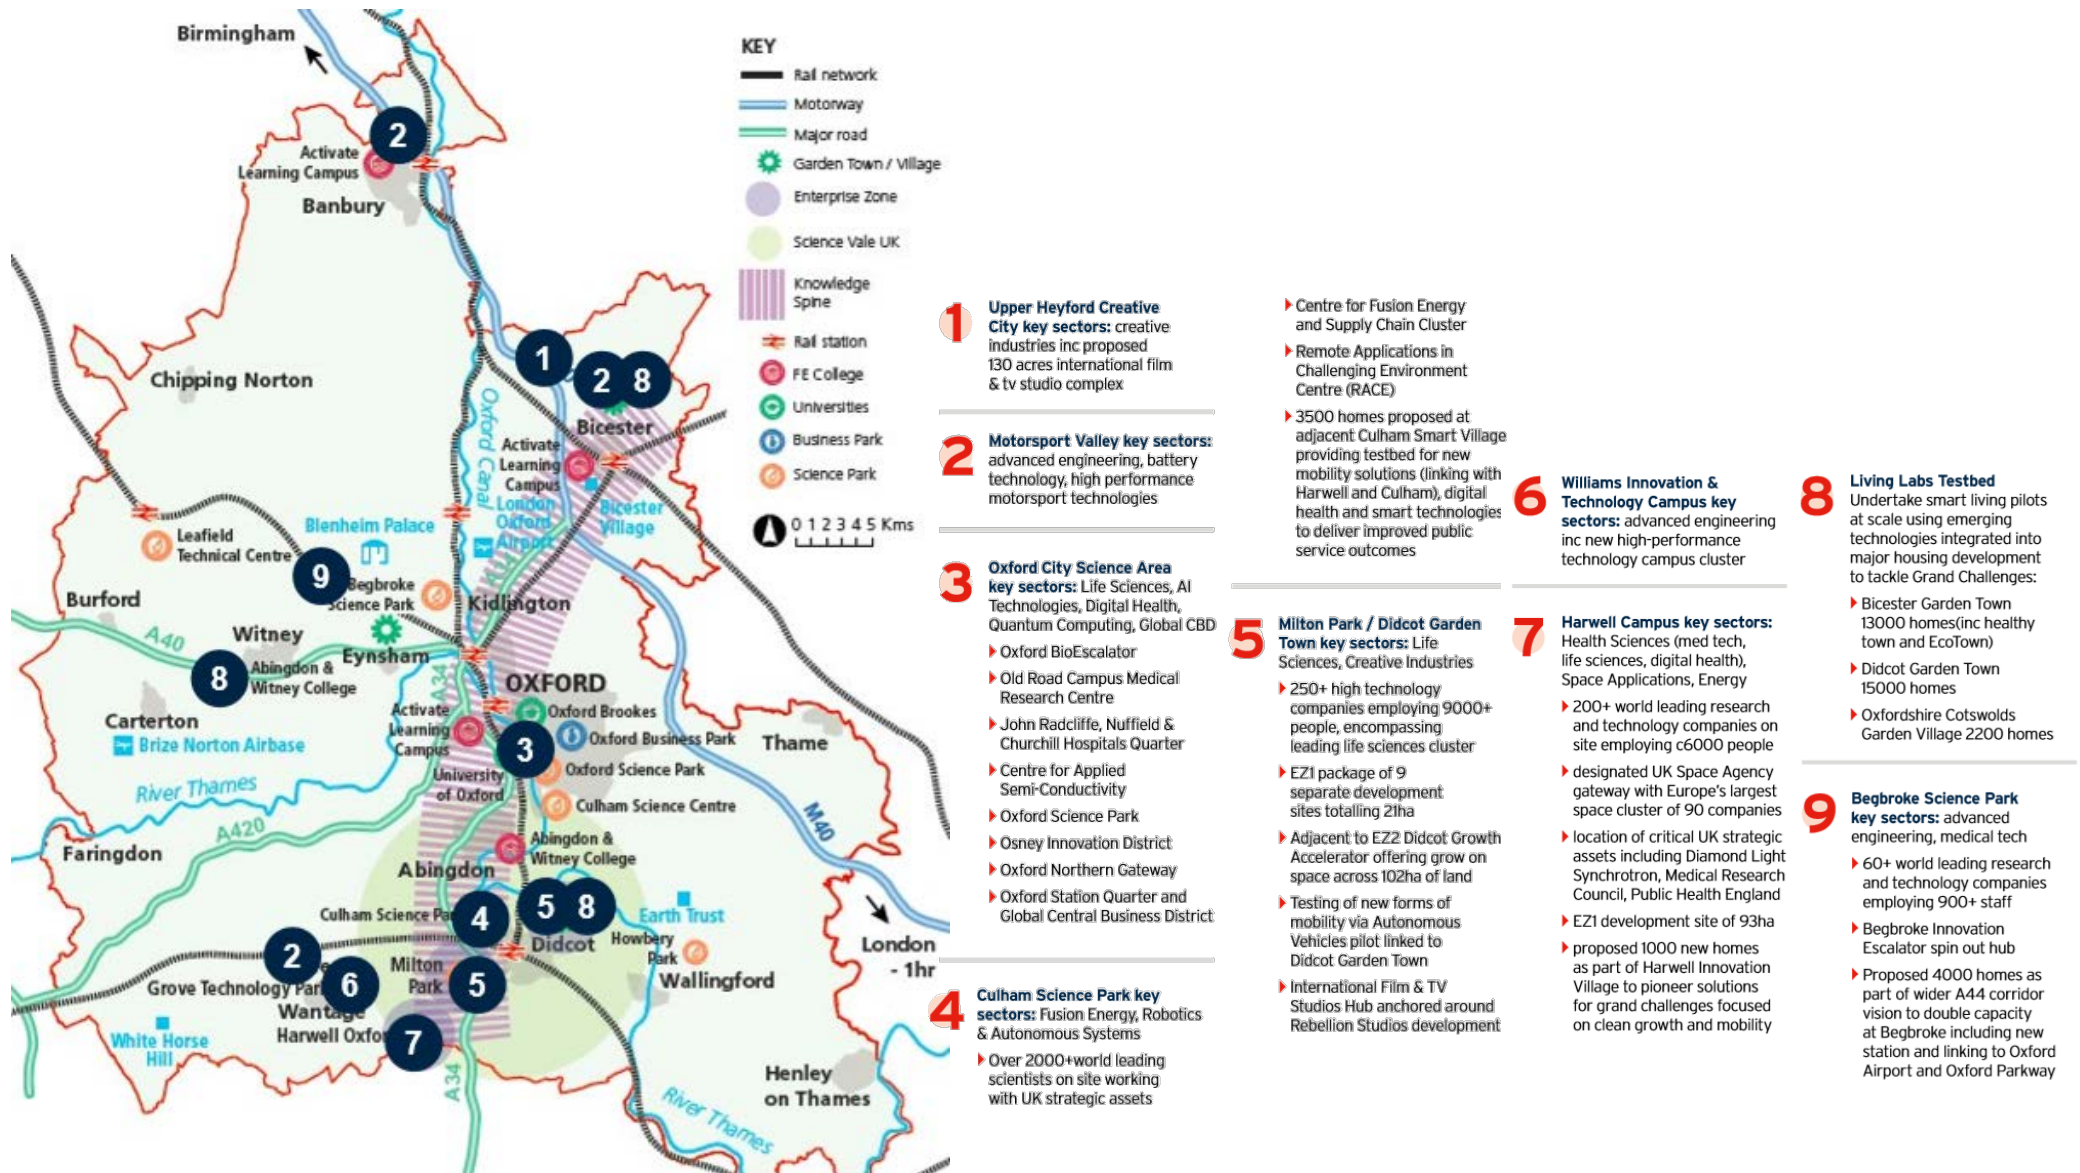 Birmingham
2
Activate
Learning Campus
Banbury
Chipping Norton
Oxford Canal
1
2
8
Bicester
Activate
Learning
Campus
London
Oxford
Airport
Bicester
Village
Blenheim Palace
Leafield
Technical Centre
9
Begbroke
Science Park
Kidlington
Burford
A40
Witney
Eynsham
8
Abingdon &
Witney College
A34
OXFORD
Carterton
Brize Norton Airbase
Activate
Learning
Campus
Oxford Brookes
3
Oxford Business Park
Thame
River Thames
University
of Oxford
Oxford Science Park
Culham Science Centre
M40
A420
Faringdon
Abingdon &
Witney College
Abingdon
Culham Science Pa
4
5
8
Earth Trust
Didcot
Howbery
Park
London
- 1hr
2
Milton
Park
5
Wallingford
Grove Technology Par
6
Wantage
Harwell Oxfo
7
White Horse
Hill
A34
Henley
on Thames
River Thames
KEY
Rail network
Motorway
Major road
Garden Town / Village
Enterprise Zone
Science Vale UK
Knowledge
Spine
Rail station
FE College
Universities
Business Park
Science Park
0 1 2 3 4 5 Kms
1
Upper Heyford Creative
City key sectors: creative
industries inc proposed
130 acres international film
& tv studio complex
2
Motorsport Valley key sectors:
advanced engineering, battery
technology, high performance
motorsport technologies
3
Oxford City Science Area
key sectors: Life Sciences, AI
Technologies, Digital Health,
Quantum Computing, Global CBD
Oxford BioEscalator
Old Road Campus Medical
Research Centre
John Radcliffe, Nuffield &
Churchill Hospitals Quarter
Centre for Applied
Semi-Conductivity
Oxford Science Park
Osney Innovation District
Oxford Northern Gateway
Oxford Station Quarter and
Global Central Business District
4
Culham Science Park key
sectors: Fusion Energy, Robotics
& Autonomous Systems
Over 2000+world leading
scientists on site working
with UK strategic assets
Centre for Fusion Energy
and Supply Chain Cluster
Remote Applications in
Challenging Environment
Centre (RACE)
3500 homes proposed at
adjacent Culham Smart Village
providing testbed for new
mobility solutions (linking with
Harwell and Culham), digital
health and smart technologies
to deliver improved public
service outcomes
5
Milton Park / Didcot Garden
Town key sectors: Life
Sciences, Creative Industries
250+ high technology
companies employing 9000+
people, encompassing
leading life sciences cluster
EZ1 package of 9
separate development
sites totalling 21ha
Adjacent to EZ2 Didcot Growth
Accelerator offering grow on
space across 102ha of land
Testing of new forms of
mobility via Autonomous
Vehicles pilot linked to
Didcot Garden Town
International Film & TV
Studios Hub anchored around
Rebellion Studios development
6
Williams Innovation &
Technology Campus key
sectors: advanced engineering
inc new high-performance
technology campus cluster
7
Harwell Campus key sectors:
Health Sciences (med tech,
life sciences, digital health),
Space Applications, Energy
200+ world leading research
and technology companies on
site employing c6000 people
designated UK Space Agency
gateway with Europe's largest
space cluster of 90 companies
location of critical UK strategic
assets including Diamond Light
Synchrotron, Medical Research
Council, Public Health England
EZ1 development site of 93ha
proposed 1000 new homes
as part of Harwell Innovation
Village to pioneer solutions
for grand challenges focused
on clean growth and mobility
8
Living Labs Testbed
Undertake smart living pilots
at scale using emerging
technologies integrated into
major housing development
to tackle Grand Challenges:
Bicester Garden Town
13000 homes(inc healthy
town and EcoTown)
Didcot Garden Town
15000 homes
Oxfordshire Cotswolds
Garden Village 2200 homes
9
Begbroke Science Park
key sectors: advanced
engineering, medical tech
60+ world leading research
and technology companies
employing 900+ staff
Begbroke Innovation
Escalator spin out hub
Proposed 4000 homes as
part of wider A44 corridor
vision to double capacity
at Begbroke including new
station and linking to Oxford
Airport and Oxford Parkway